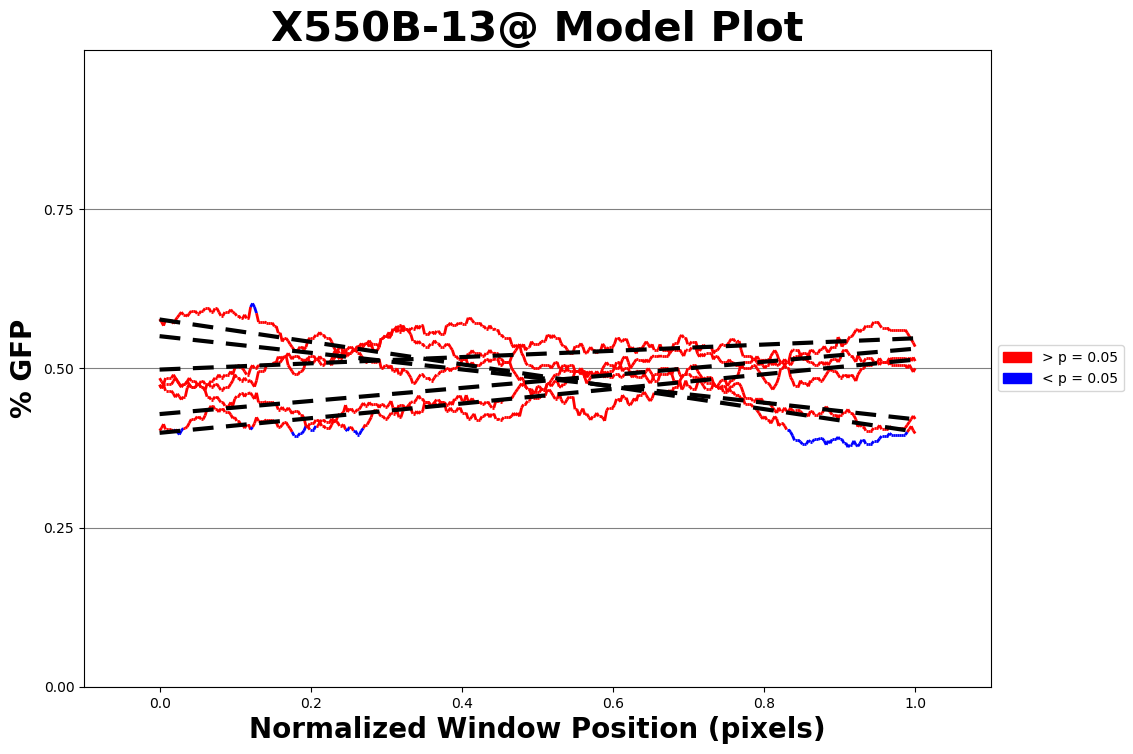 X550B-13@ Model Plot
% GFP
0.75
0.50
0.25
0.00
0.0 0.2 0.4 0.6 0.8 1.0
Normalized Window Position (pixels)
> p = 0.05
< p = 0.05